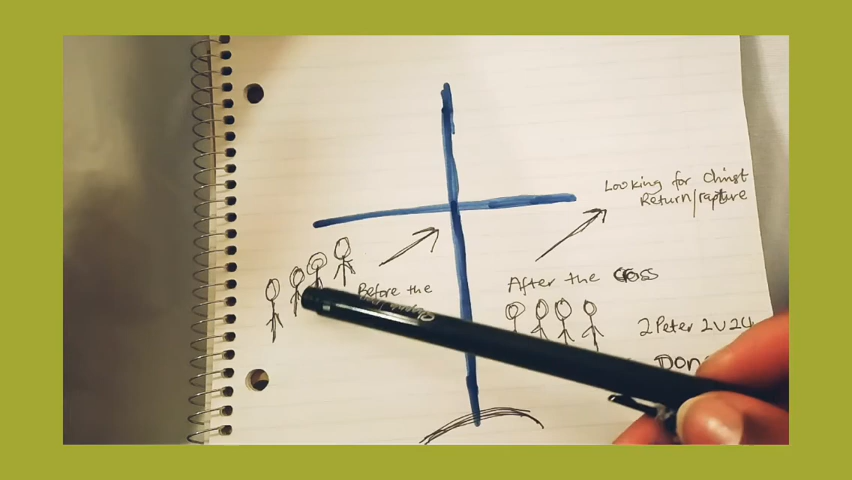 Looking for Christ
Return/rapture
Before the
After the Cross
2 Peter 2v24